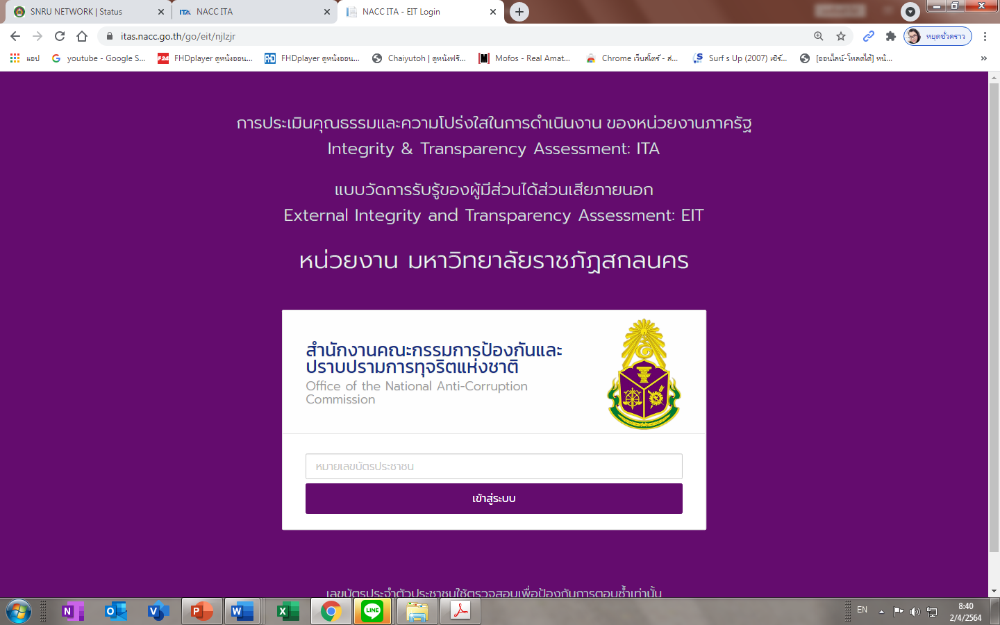 SNRU NETWORK | Status
NACC ITA
NACC ITA - EIT Login
itas.nacc.go.th/go/eit/njlzjr
หยุดชั่วคราว
แอป
youtube - Google S...
FHDplayer ดูหนังออน...
FHDplayer ดูหนังออน...
Chaiyutoh | ดูหนังฟรี...
Mofos - Real Amat...
Chrome เว็บสโตร์ - ส...
Surf s Up (2007) เซิร์...
[ออนไลน์-โหลดได้] หนั...
การประเมินคุณธรรมและความโปร่งใสในการดำเนินงาน ของหน่วยงานภาครัฐ
Integrity & Transparency Assessment: ITA
แบบวัดการรับรู้ของผู้มีส่วนได้ส่วนเสียภายนอก
External Integrity and Transparency Assessment: EIT
หน่วยงาน มหาวิทยาลัยราชภัฏสกลนคร
สำนักงานคณะกรรมการป้องกันและ
ปราบปรามการทุจริตแห่งชาติ
Office of the National Anti-Corruption
Commission
หมายเลขบัตรประชาชน
เข้าสู่ระบบ
เลขบัตรประจำตัวประชาชนใช้ตรวจสอบเพื่อป้องกันการตอบซ้ำเท่านั้น
EN
8:40
2/4/2564